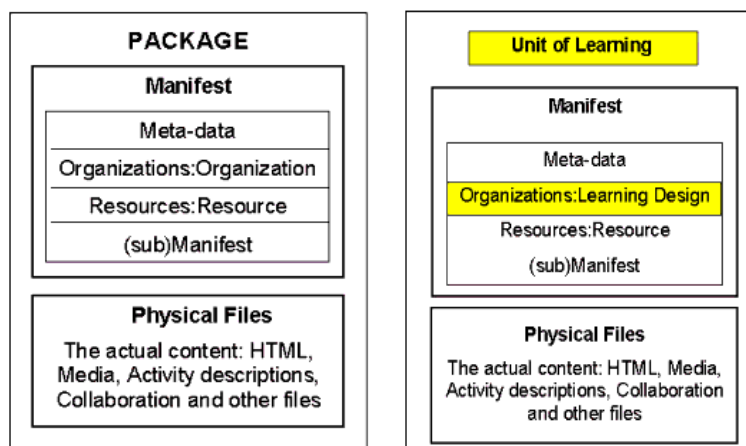 PACKAGE
Manifest
Meta-data
Organizations:Organization
Resources:Resource
(sub)Manifest
Physical Files
The actual content: HTML,
Media, Activity descriptions,
Collaboration and other files
Unit of Learning
Manifest
Meta-data
Organizations:Learning Design
Resources:Resource
(sub)Manifest
Physical Files
The actual content: HTML, Media,
Activity descriptions, Collaboration
and other files